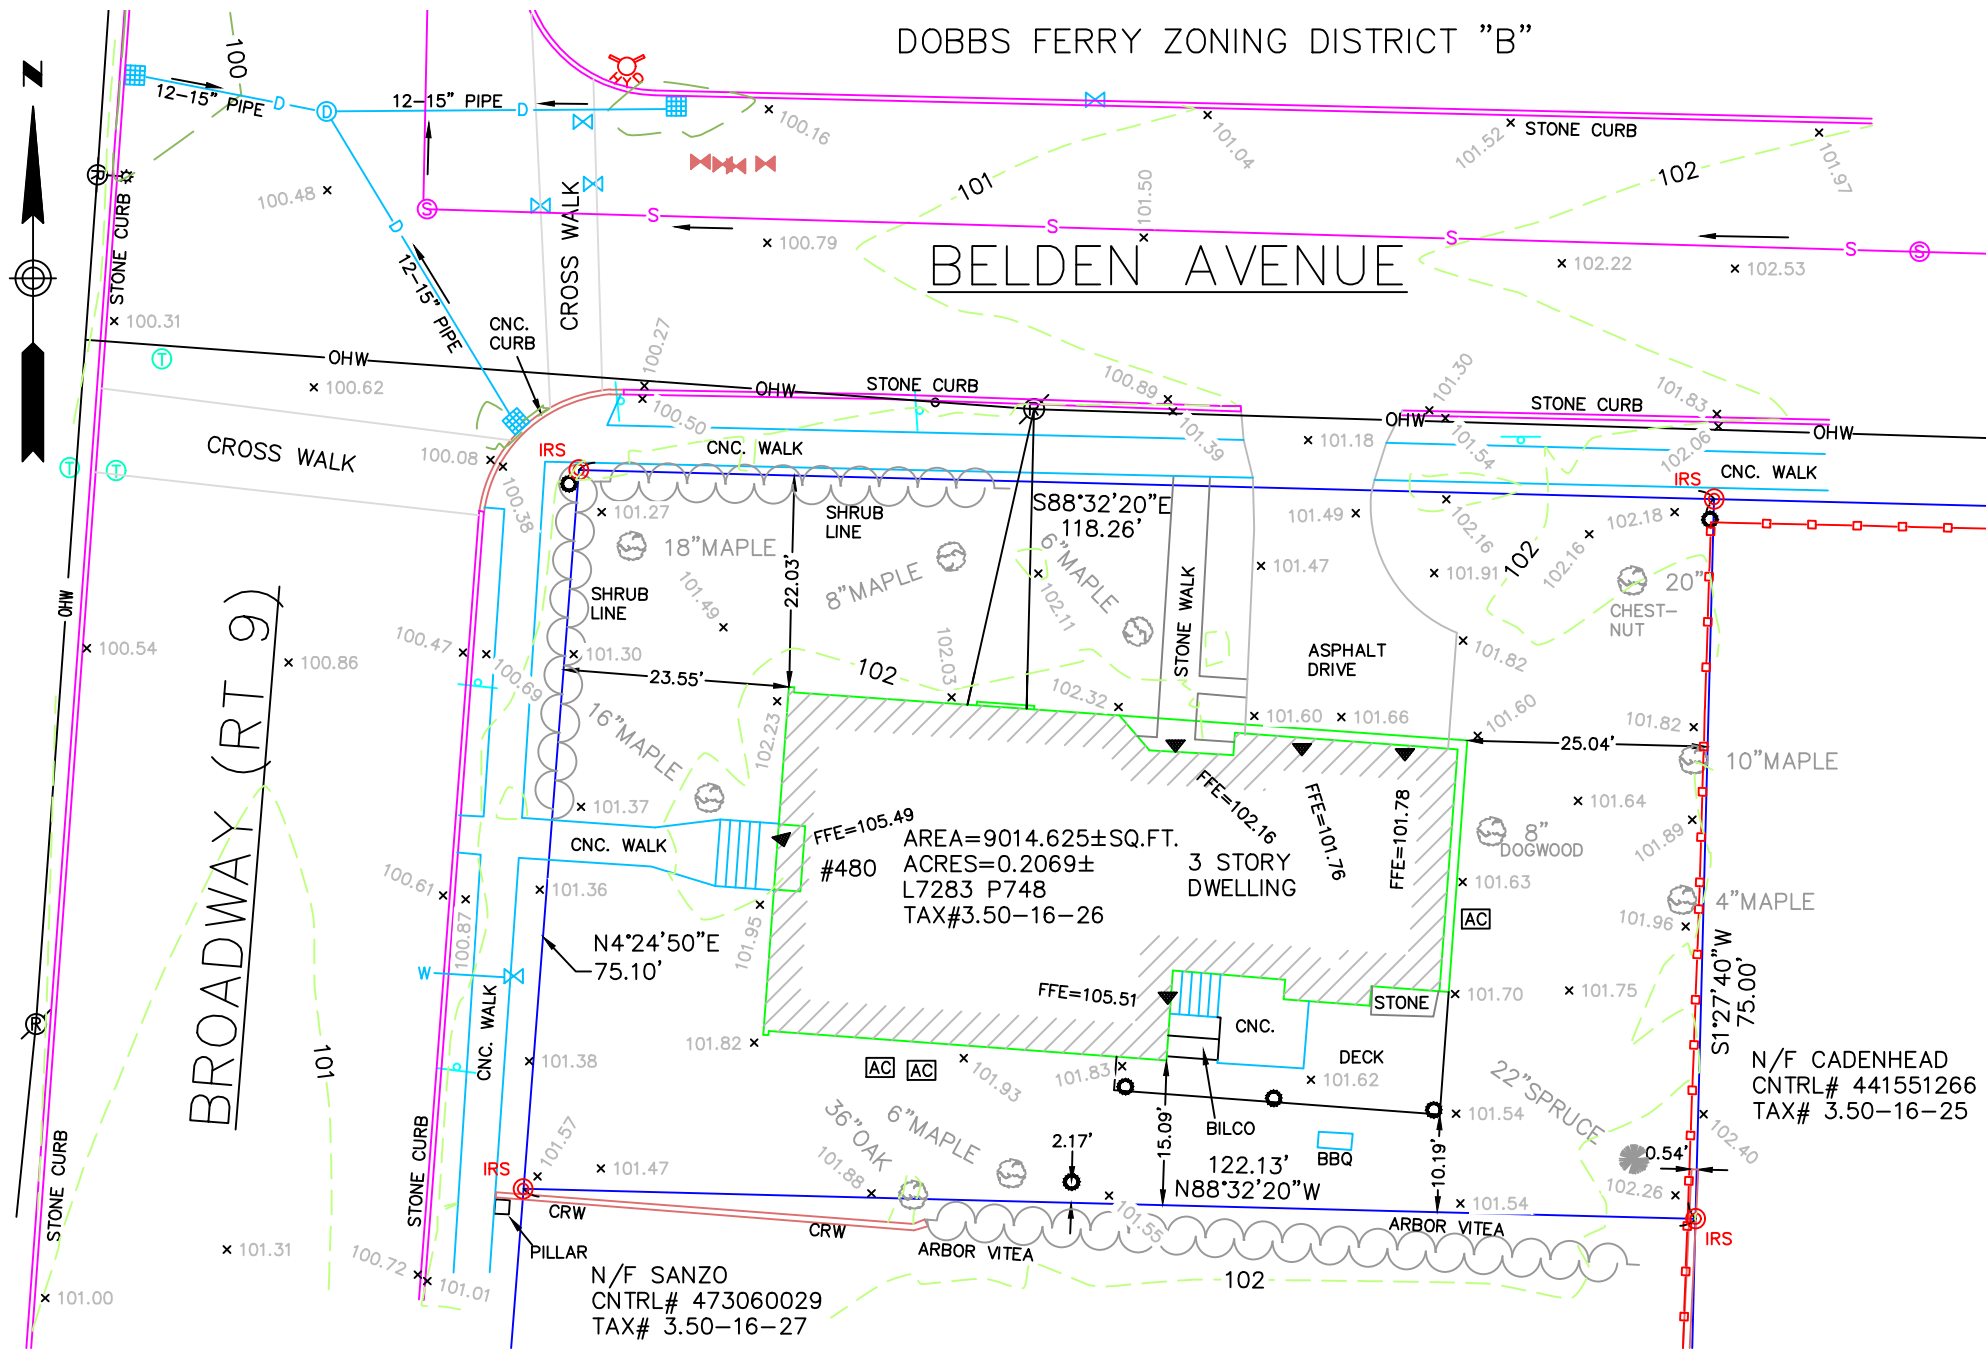 DOBBS FERRY ZONING DISTRICT "B"
N
100
12-15" PIPE
D
D
12-15" PIPE
D
HYD
100.16
101.04
101.52
STONE CURB
101.97
R
STONE CURB
100.48
CROSS WALK
101
101.50
102
S
S
S
S
S
S
D
100.79
BELDEN AVENUE
102.22
102.53
12-15" PIPE
100.31
CNC.
CURB
T
OHW
100.62
100.27
OHW
STONE CURB
100.89
101.30
STONE CURB
101.83
100.50
101.39
OHW
101.18
101.54
102.06
OHW
CROSS WALK
T
T
100.08
IRS
CNC. WALK
CNC. WALK
IRS
100.38
101.27
SHRUB
LINE
S88°32'20"E
118.26'
101.49
102.16
102.18
18"MAPLE
22.03'
8"MAPLE
6"MAPLE
101.47
101.91
102
102.16
20"
CHEST-
NUT
SHRUB
LINE
101.49
102.11
STONE WALK
OHW
100.54
100.86
100.47
100.69
101.30
23.55'
102
102.03
102.32
ASPHALT
DRIVE
101.82
16"MAPLE
102.23
101.60
101.66
101.60
101.82
25.04'
10"MAPLE
BROADWAY (RT 9)
101.37
FFE=102.16
FFE=101.76
FFE=101.78
101.64
101.89
8"
DOGWOOD
CNC. WALK
FFE=105.49
#480
AREA=9014.625±SQ.FT.
ACRES=0.2069±
L7283 P748
TAX#3.50-16-26
3 STORY
DWELLING
100.61
101.36
101.63
4"MAPLE
100.87
101.95
AC
101.96
N4°24'50"E
75.10'
W
FFE=105.51
STONE
101.70
101.75
S1°27'40"W
75.00'
R
CNC. WALK
CNC.
101
101.38
101.82
AC
AC
101.93
101.83
DECK
101.62
22"SPRUCE
N/F CADENHEAD
CNTRL# 441551266
TAX# 3.50-16-25
36"OAK
6"MAPLE
15.09'
BILCO
101.54
102.40
STONE CURB
STONE CURB
101.57
2.17'
BBQ
10.19'
0.54'
IRS
101.47
101.88
122.13'
N88°32'20"W
102.26
CRW
CRW
101.55
101.54
ARBOR VITEA
IRS
PILLAR
ARBOR VITEA
101.31
100.72
101.01
101.00
102
N/F SANZO
CNTRL# 473060029
TAX# 3.50-16-27